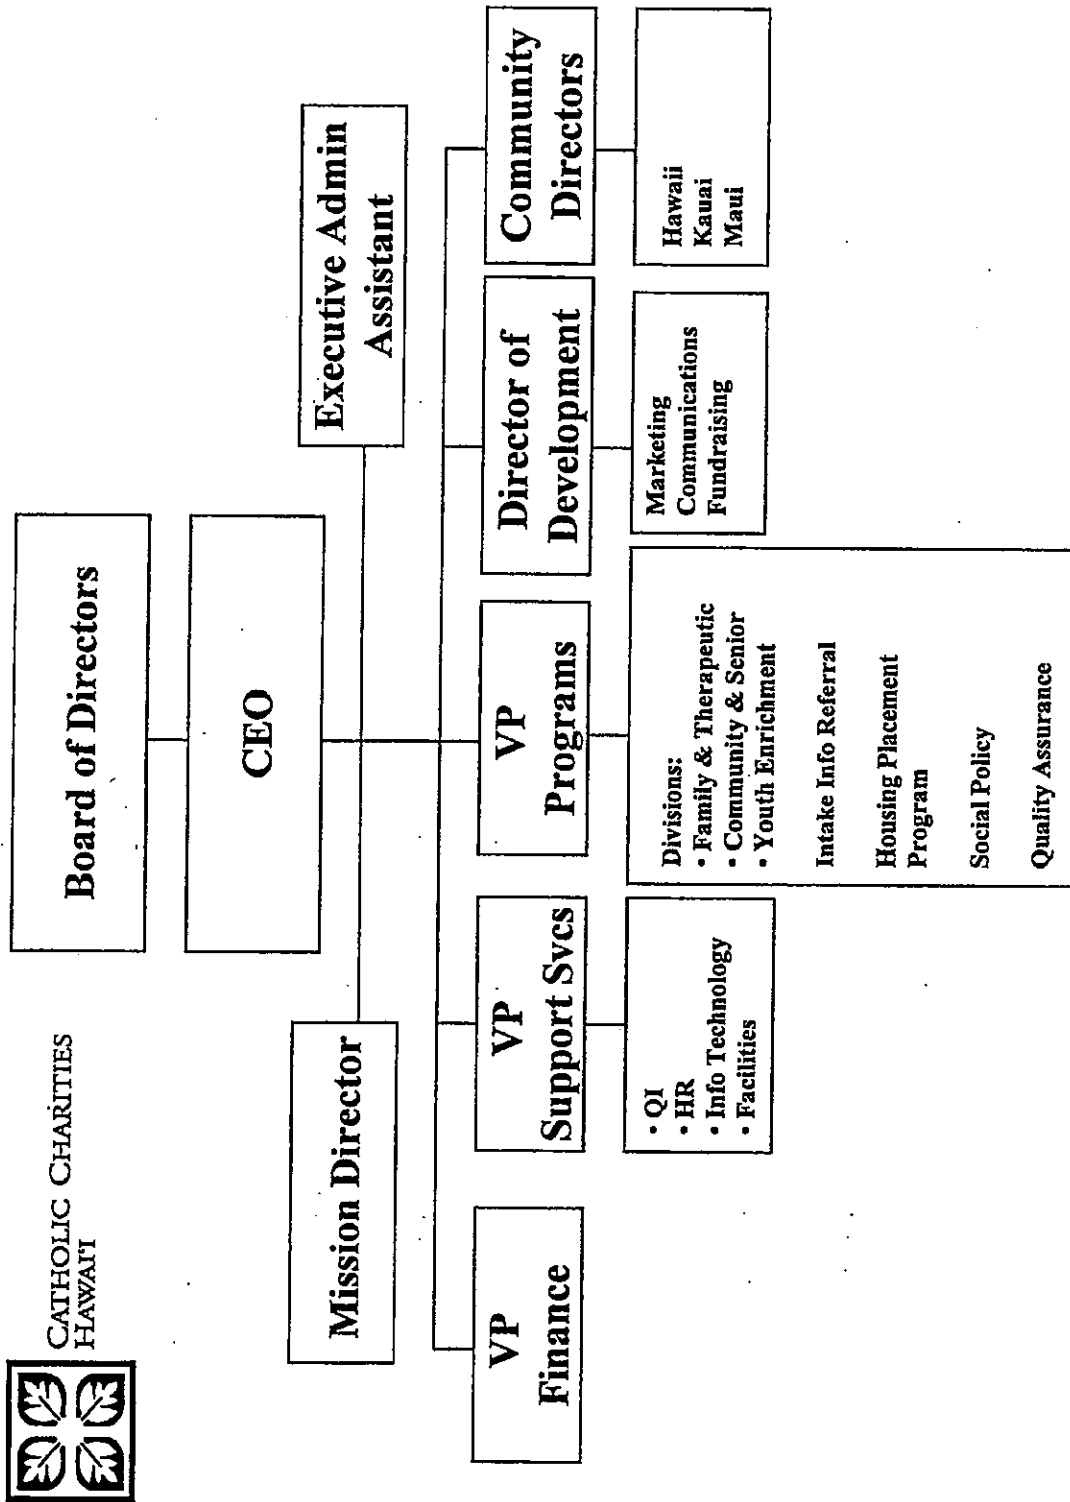 CATHOLIC CHARITIES
HAWAI'I
Board of Directors
CEO
Mission Director
Executive Admin
Assistant
VP
Finance
VP
Support Svcs
• QI
• HR
• Info Technology
• Facilities
VP
Programs
Divisions:
• Family & Therapeutic
• Community & Senior
• Youth Enrichment
Intake Info Referral
Housing Placement
Program
Social Policy
Quality Assurance
Director of
Development
Marketing
Communications
Fundraising
Community
Directors
Hawaii
Kauai
Maui